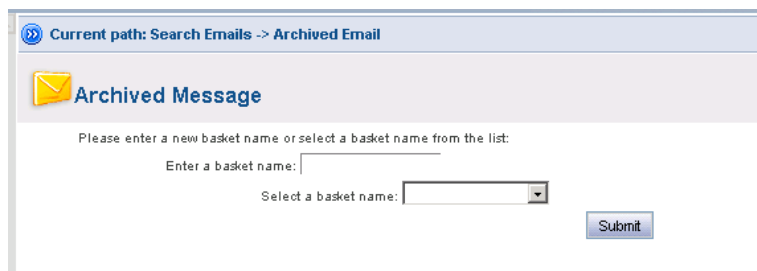 Current path: Search Emails -> Archived Email
Archived Message
Please enter a new basket name or select a basket name from the list:
Enter a basket name:
Select a basket name:
Submit